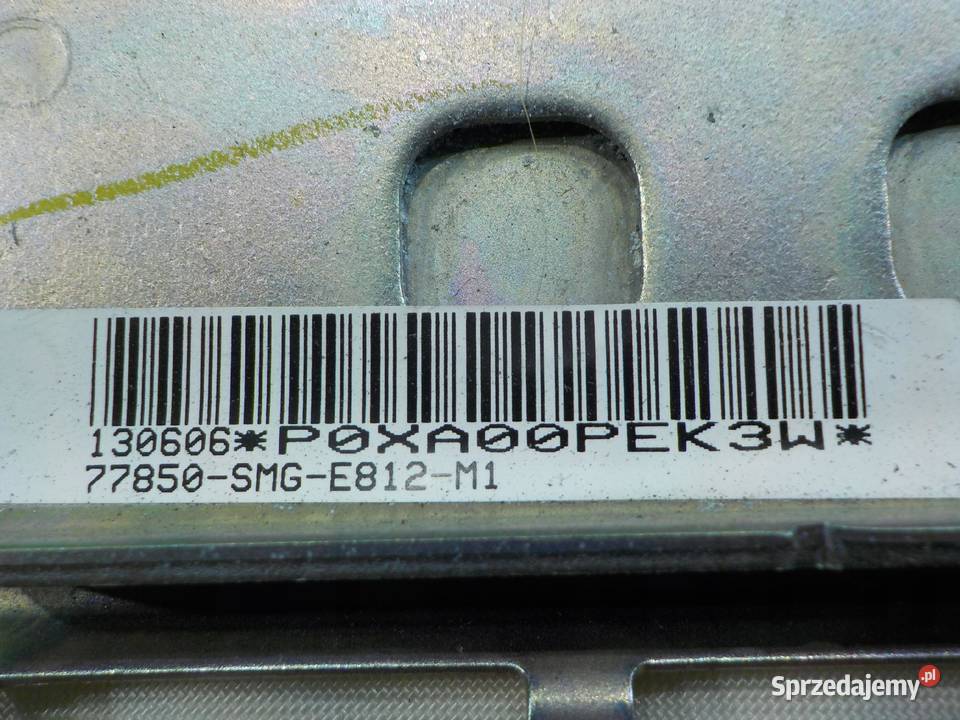 130606*P0XA00PEK3W*
77850-SMG-E812-M1
Sprzedajemy.pl